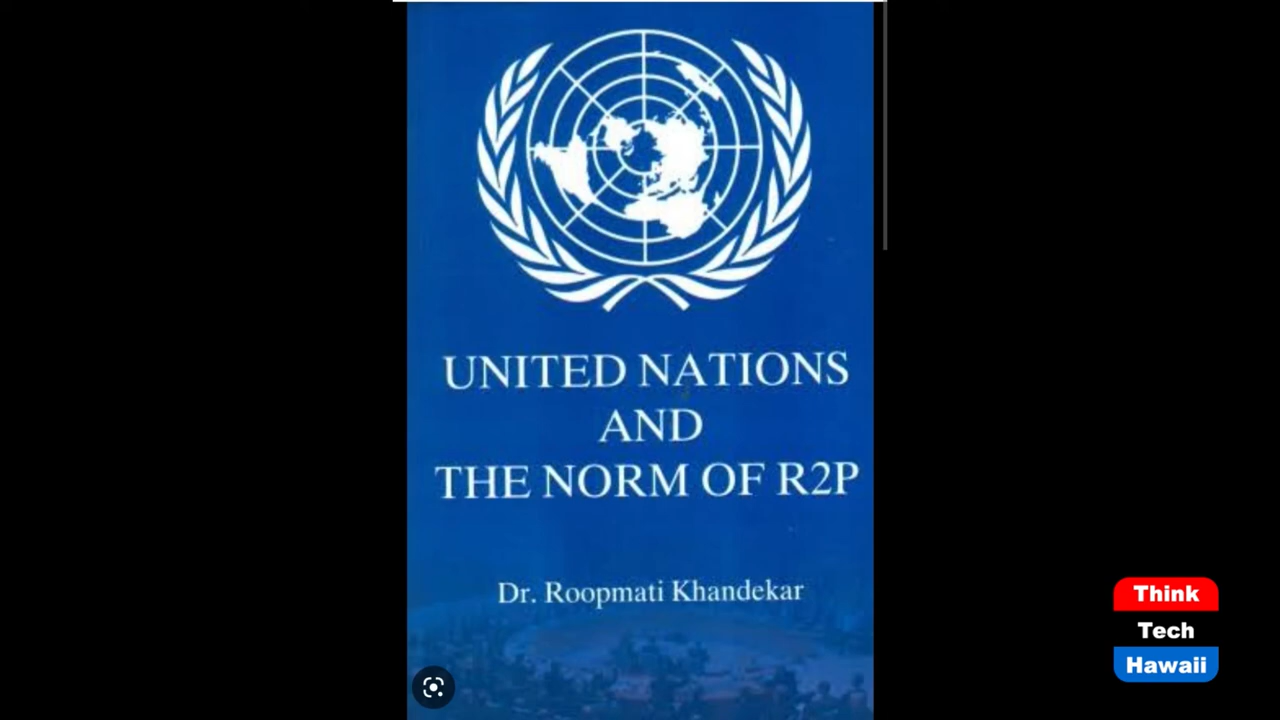 UNITED NATIONS
AND
THE NORM OF R2P
Dr. Roopmati Khandekar
Think
Tech
Hawaii